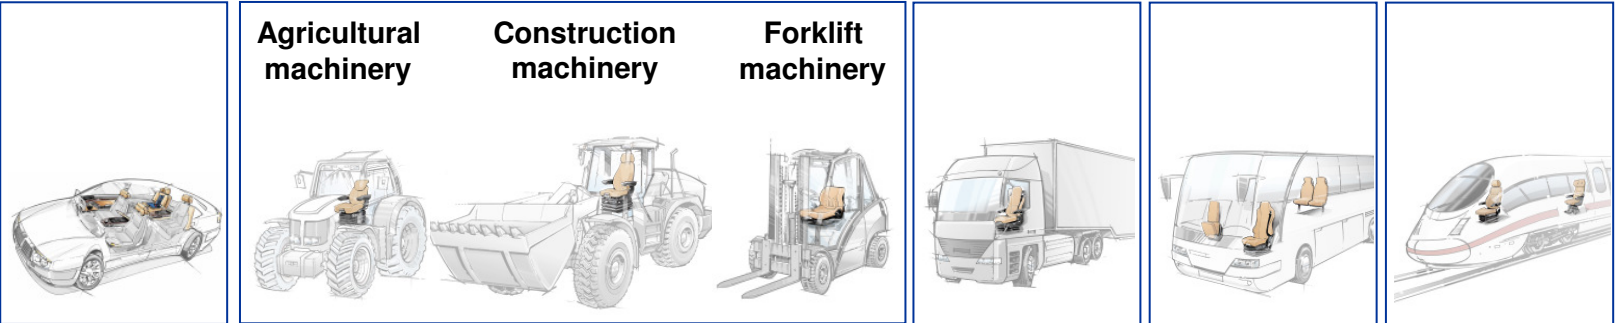 Agricultural
machinery
Construction
machinery
Forklift
machinery